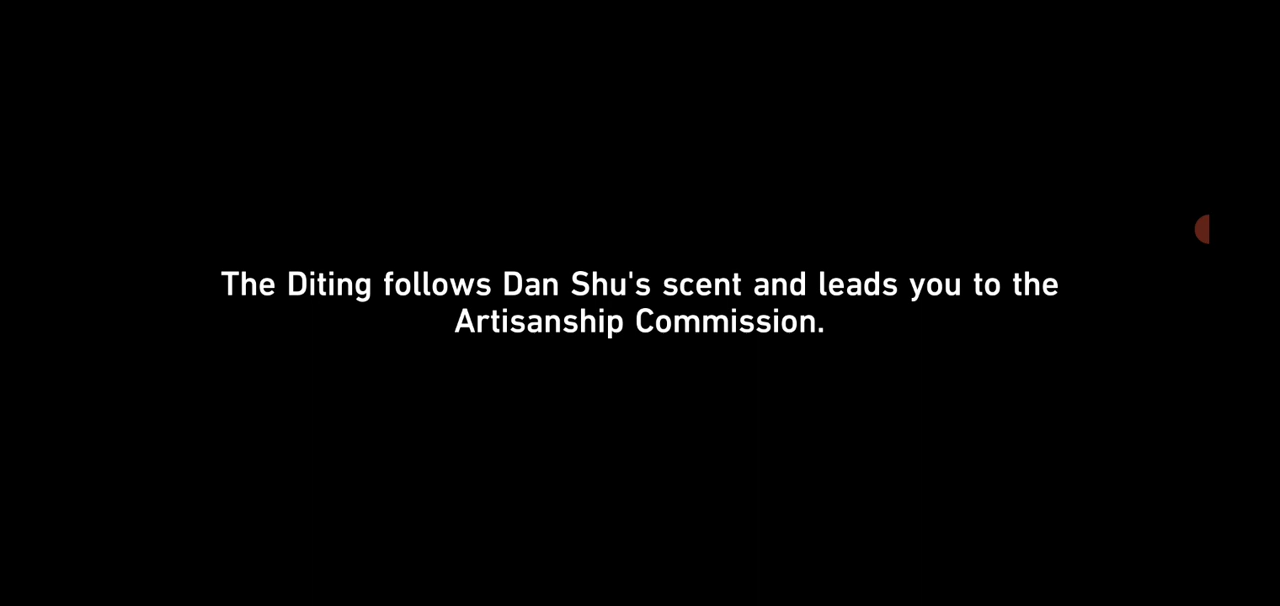 The Diting follows Dan Shu's scent and leads you to the
Artisanship Commission.